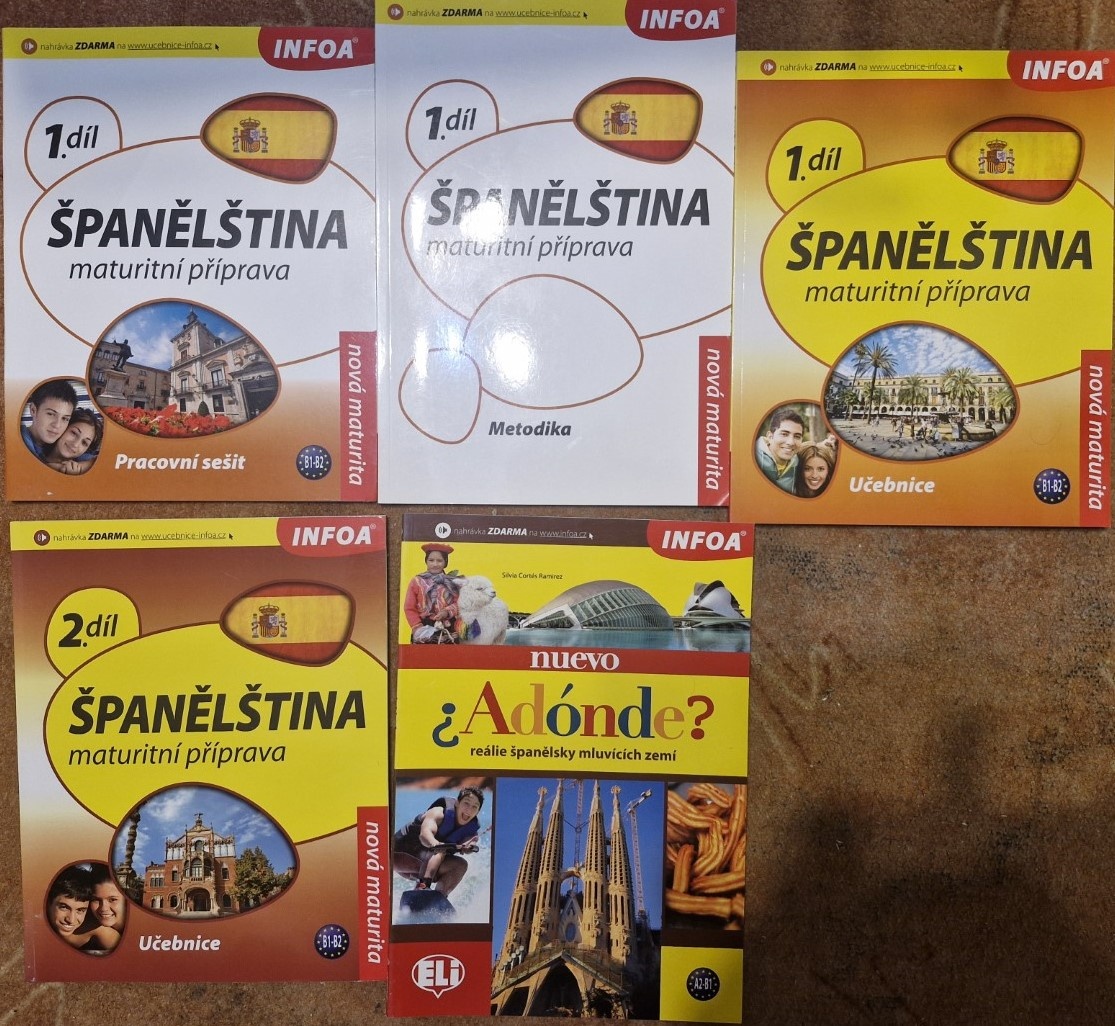 nahrávka ZDARMA na www.ucebnice-infoa.cz
INFOA®
1. díl
ŠPANĚLŠTINA
maturitní příprava
nová maturita
Pracovní sešit
B1-B2
nahrávka ZDARMA na www.ucebnice-infoa.cz
INFOA®
1. díl
ŠPANĚLŠTINA
maturitní příprava
nová maturita
Metodika
nahrávka ZDARMA na www.ucebnice-infoa.cz
INFOA®
1. díl
ŠPANĚLŠTINA
maturitní příprava
nová maturita
Učebnice
B1-B2
nahrávka ZDARMA na www.ucebnice-infoa.cz
INFOA®
2. díl
ŠPANĚLŠTINA
maturitní příprava
nová maturita
Učebnice
B1-B2
nahrávka ZDARMA na www.infoa.cz
INFOA®
Silvia Cortés Ramírez
nuevo
¿Adónde?
reálie španělsky mluvících zemí
ELi
A2-B1